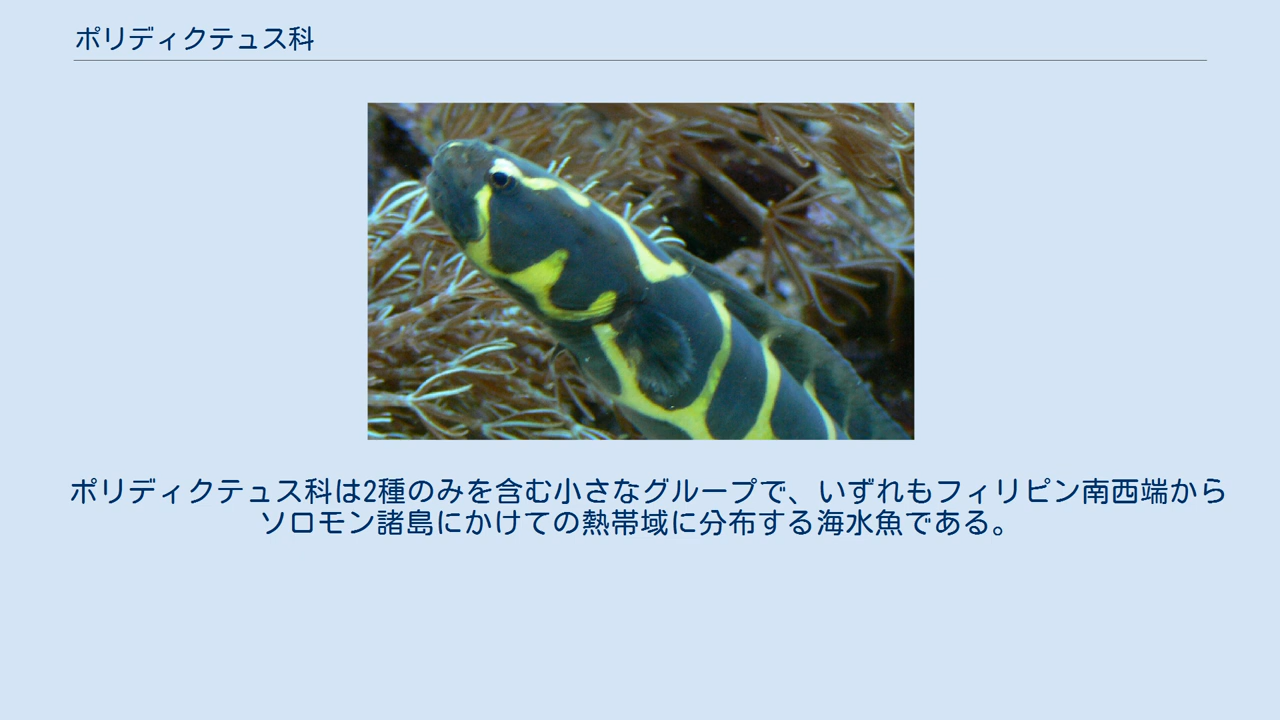 ポリディクテュス科
ポリディクテュス科は2種のみを含む小さなグループで、いずれもフィリピン南西端から
ソロモン諸島にかけての熱帯域に分布する海水魚である。